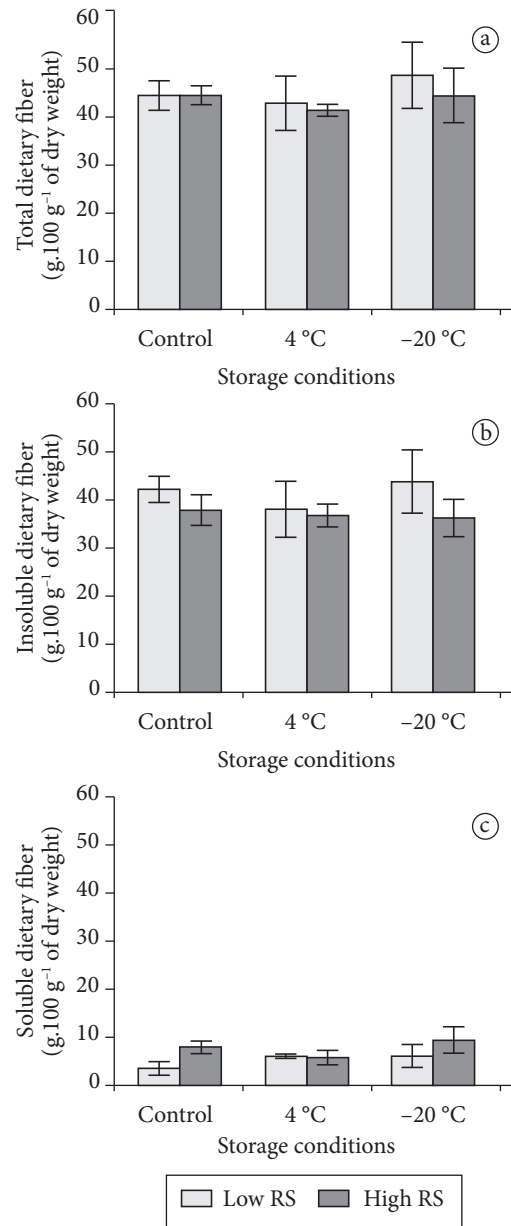 60
50
40
30
20
10
0
Total dietary fiber
(g.100 g⁻¹ of dry weight)
a
Control 4 °C –20 °C
Storage conditions
60
50
40
30
20
10
0
Insoluble dietary fiber
(g.100 g⁻¹ of dry weight)
b
Control 4 °C –20 °C
Storage conditions
60
50
40
30
20
10
0
Soluble dietary fiber
(g.100 g⁻¹ of dry weight)
c
Control 4 °C –20 °C
Storage conditions
Low RS High RS